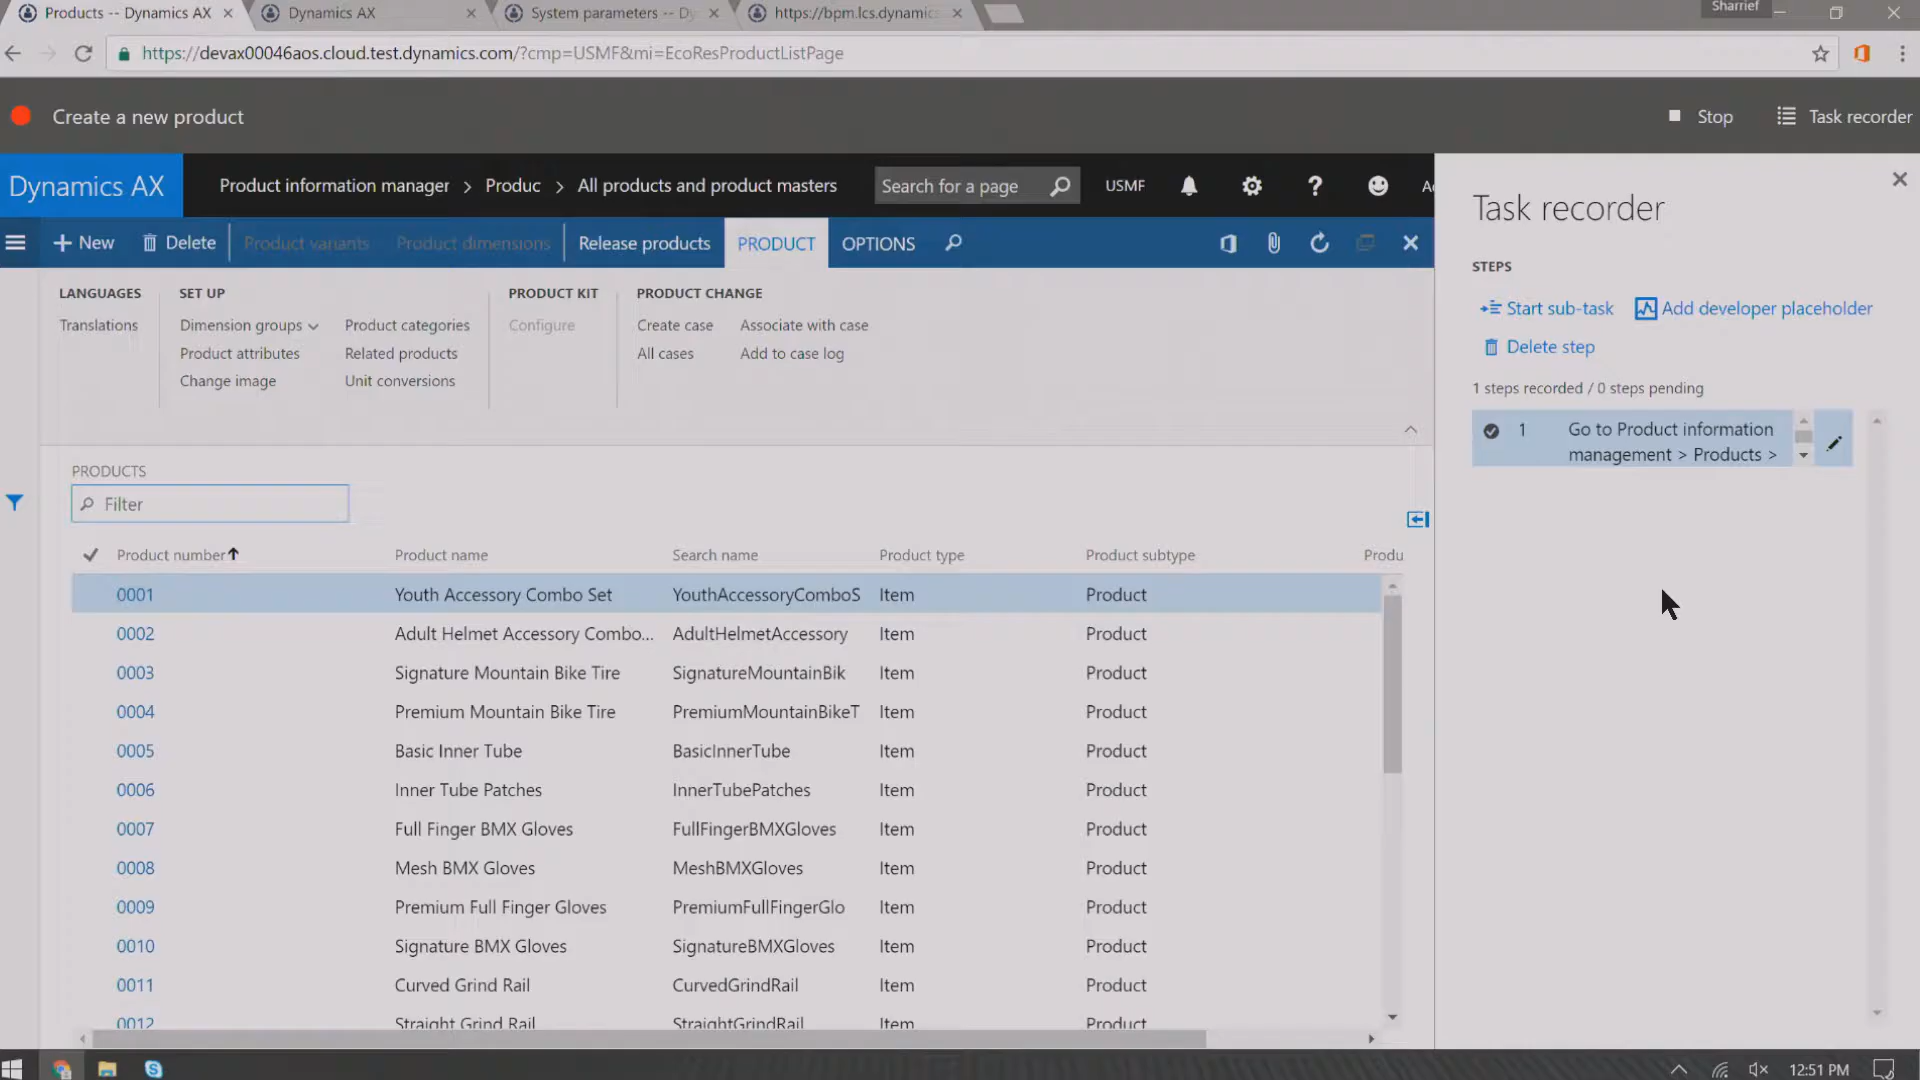 Products -- Dynamics AX
Dynamics AX
System parameters -- Dy
https://bpm.lcs.dynamics
Sharrief
https://devax00046aos.cloud.test.dynamics.com/?cmp=USMF&mi=EcoResProductListPage
Create a new product
Stop
Task recorder
Dynamics AX
Product information manager > Produc > All products and product masters
Search for a page
USMF
?
New
Delete
Product variants
Product dimensions
Release products
PRODUCT
OPTIONS
LANGUAGES
SET UP
PRODUCT KIT
PRODUCT CHANGE
Translations
Dimension groups
Product categories
Configure
Create case
Associate with case
Product attributes
Related products
All cases
Add to case log
Change image
Unit conversions
PRODUCTS
Filter
Product number
Product name
Search name
Product type
Product subtype
Produ
0001 Youth Accessory Combo Set YouthAccessoryComboS Item Product
0002 Adult Helmet Accessory Combo... AdultHelmetAccessory Item Product
0003 Signature Mountain Bike Tire SignatureMountainBik Item Product
0004 Premium Mountain Bike Tire PremiumMountainBikeT Item Product
0005 Basic Inner Tube BasicInnerTube Item Product
0006 Inner Tube Patches InnerTubePatches Item Product
0007 Full Finger BMX Gloves FullFingerBMXGloves Item Product
0008 Mesh BMX Gloves MeshBMXGloves Item Product
0009 Premium Full Finger Gloves PremiumFullFingerGlo Item Product
0010 Signature BMX Gloves SignatureBMXGloves Item Product
0011 Curved Grind Rail CurvedGrindRail Item Product
0012 Straight Grind Rail StraightGrindRail Item Product
Task recorder
STEPS
Start sub-task
Add developer placeholder
Delete step
1 steps recorded / 0 steps pending
1 Go to Product information
management > Products >
12:51 PM